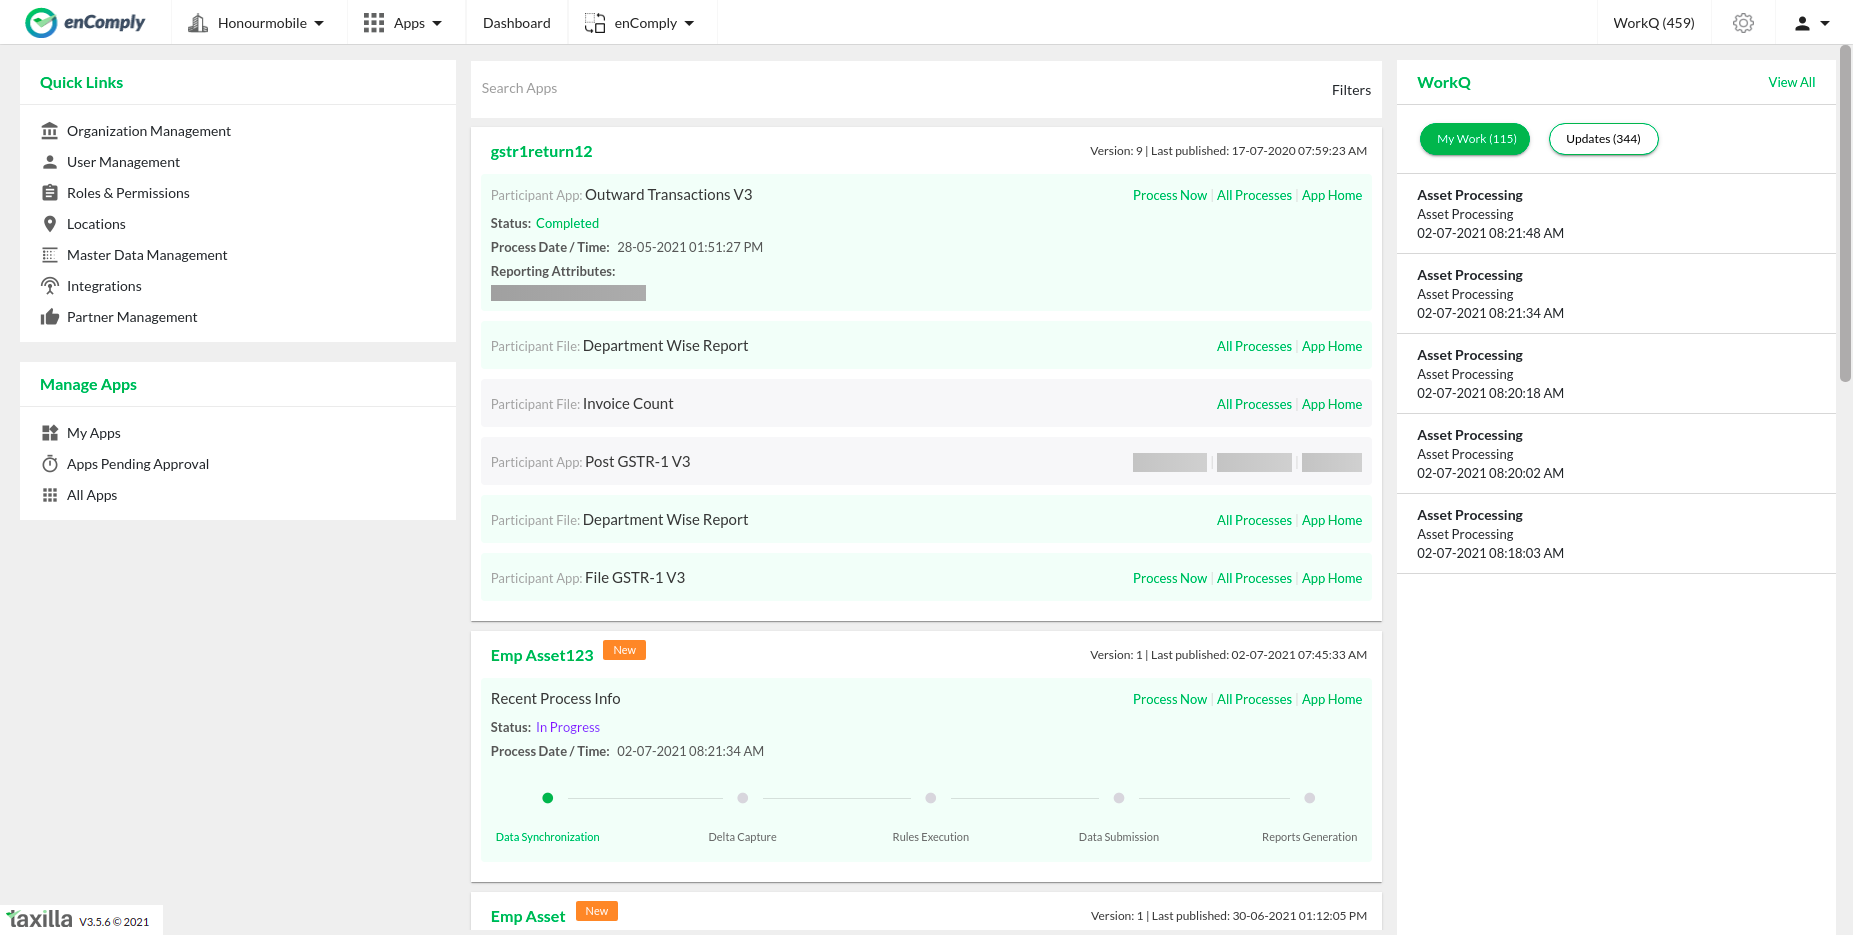 enComply
Honourmobile
Apps
Dashboard
enComply
WorkQ (459)
Quick Links
Organization Management
User Management
Roles & Permissions
Locations
Master Data Management
Integrations
Partner Management
Manage Apps
My Apps
Apps Pending Approval
All Apps
Search Apps
Filters
gstr1return12
Version: 9 | Last published: 17-07-2020 07:59:23 AM
Participant App: Outward Transactions V3
Process Now | All Processes | App Home
Status: Completed
Process Date / Time: 28-05-2021 01:51:27 PM
Reporting Attributes:
Participant File: Department Wise Report
All Processes | App Home
Participant File: Invoice Count
All Processes | App Home
Participant App: Post GSTR-1 V3
Participant File: Department Wise Report
All Processes | App Home
Participant App: File GSTR-1 V3
Process Now | All Processes | App Home
Emp Asset123
New
Version: 1 | Last published: 02-07-2021 07:45:33 AM
Recent Process Info
Process Now | All Processes | App Home
Status: In Progress
Process Date / Time: 02-07-2021 08:21:34 AM
Data Synchronization
Delta Capture
Rules Execution
Data Submission
Reports Generation
Emp Asset
New
Version: 1 | Last published: 30-06-2021 01:12:05 PM
WorkQ
View All
My Work (115)
Updates (344)
Asset Processing
Asset Processing
02-07-2021 08:21:48 AM
Asset Processing
Asset Processing
02-07-2021 08:21:34 AM
Asset Processing
Asset Processing
02-07-2021 08:20:18 AM
Asset Processing
Asset Processing
02-07-2021 08:20:02 AM
Asset Processing
Asset Processing
02-07-2021 08:18:03 AM
taxilla V3.5.6 © 2021